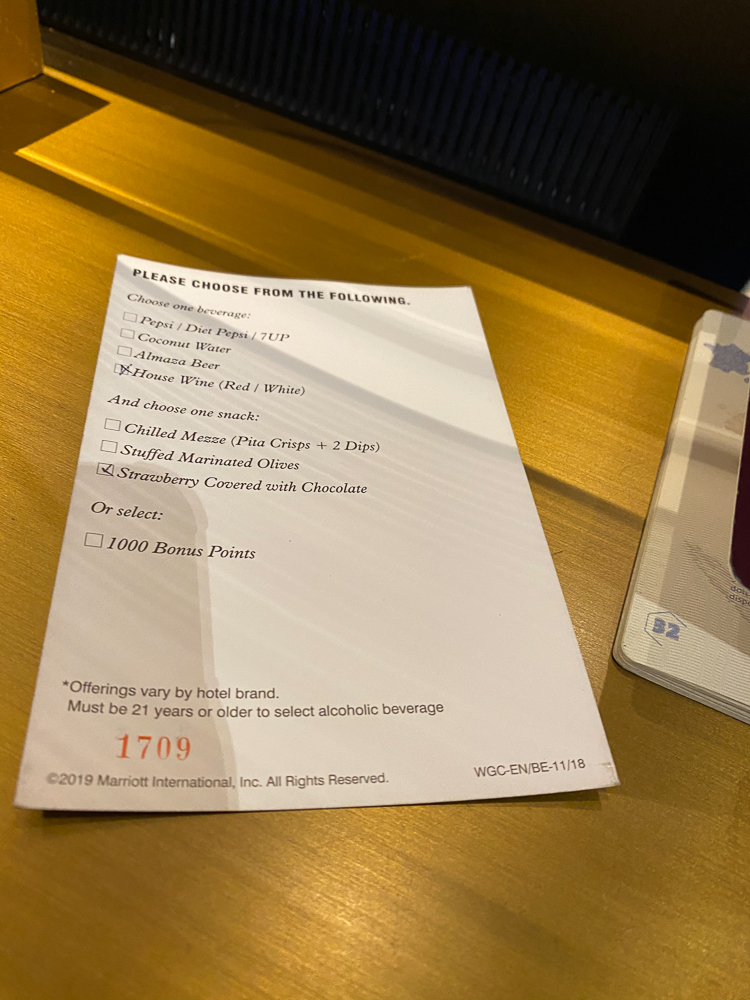 PLEASE CHOOSE FROM THE FOLLOWING.
Choose one beverage:
Pepsi / Diet Pepsi / 7UP
Coconut Water
Almaza Beer
House Wine (Red / White)
And choose one snack:
Chilled Mezze (Pita Crisps + 2 Dips)
Stuffed Marinated Olives
Strawberry Covered with Chocolate
Or select:
1000 Bonus Points
*Offerings vary by hotel brand.
Must be 21 years or older to select alcoholic beverage
1709
©2019 Marriott International, Inc. All Rights Reserved.
WGC-EN/BE-11/18
32